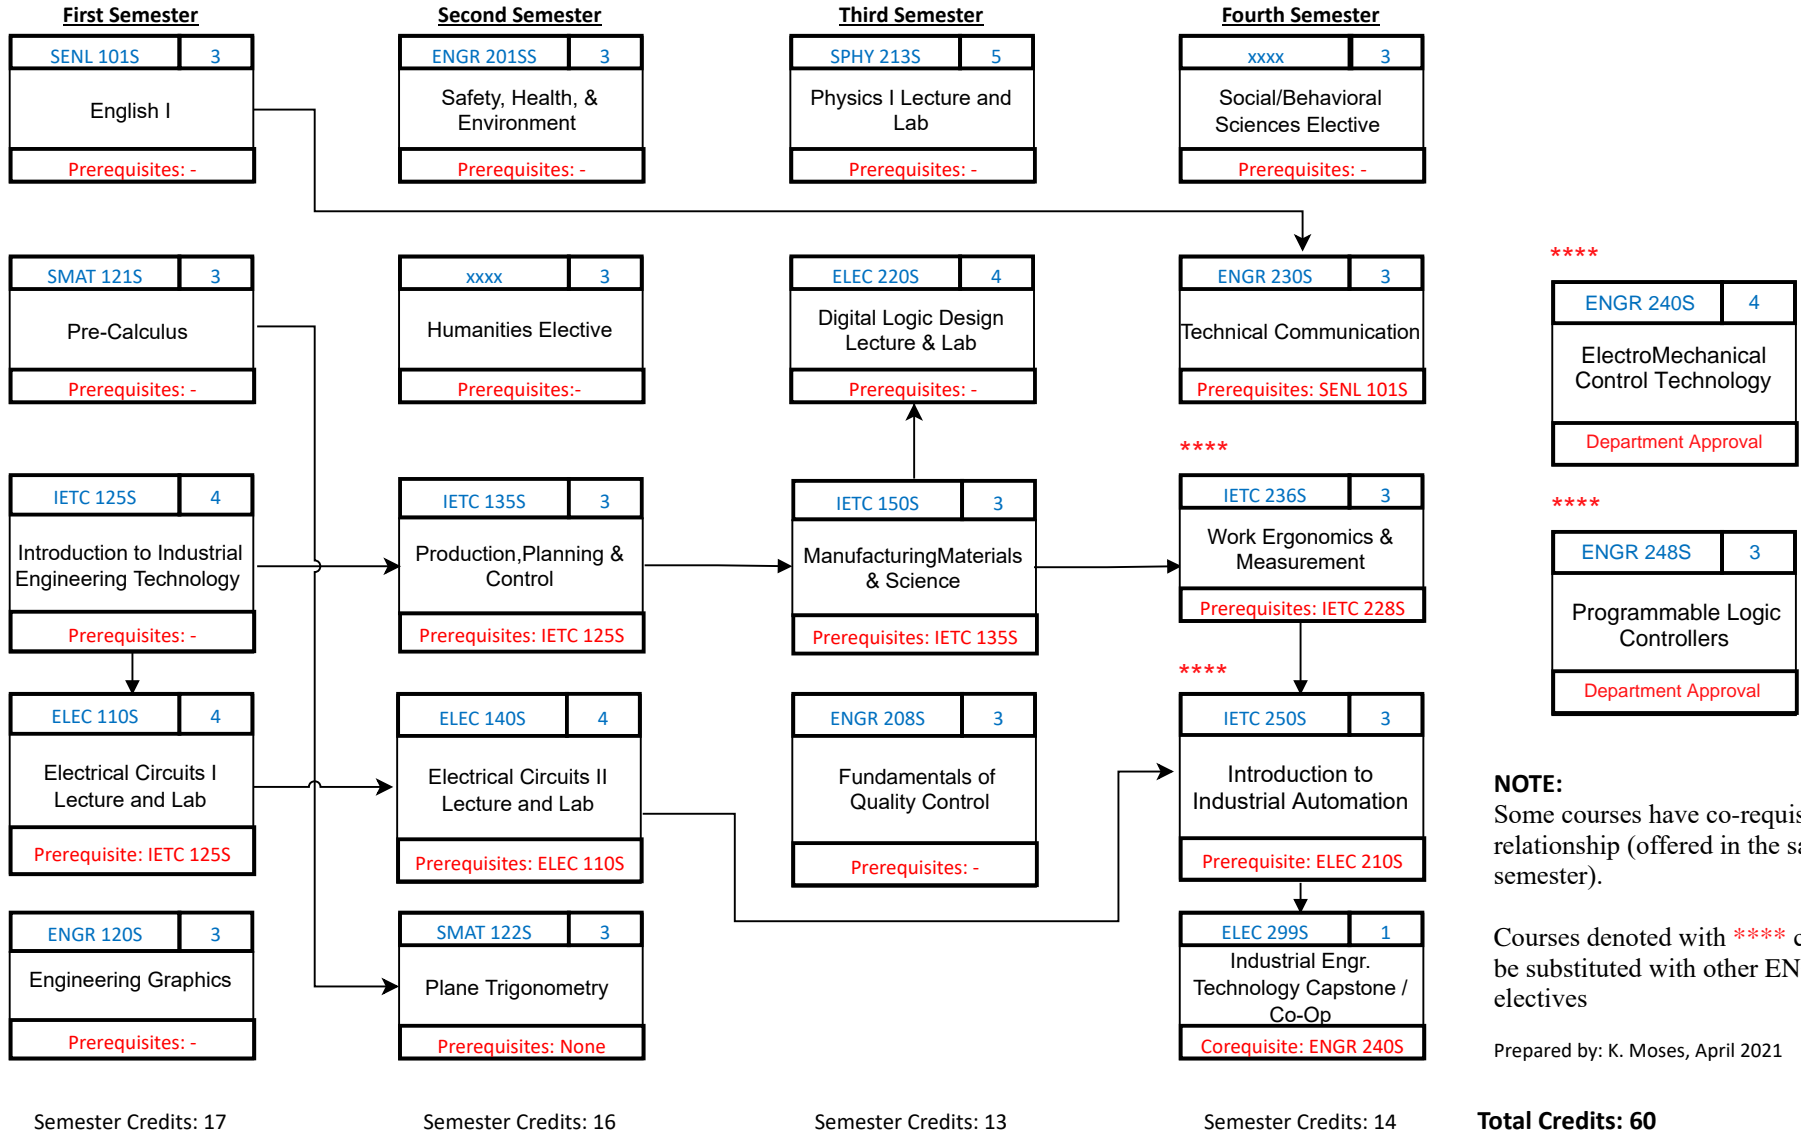 First Semester
SENL 101S 3
English I
Prerequisites: -
SMAT 121S 3
Pre-Calculus
Prerequisites: -
IETC 125S 4
Introduction to Industrial
Engineering Technology
Prerequisites: -
ELEC 110S 4
Electrical Circuits I
Lecture and Lab
Prerequisite: IETC 125S
ENGR 120S 3
Engineering Graphics
Prerequisites: -
Semester Credits: 17
Second Semester
ENGR 201SS 3
Safety, Health, &
Environment
Prerequisites: -
xxxx 3
Humanities Elective
Prerequisites:-
IETC 135S 3
Production,Planning &
Control
Prerequisites: IETC 125S
ELEC 140S 4
Electrical Circuits II
Lecture and Lab
Prerequisites: ELEC 110S
SMAT 122S 3
Plane Trigonometry
Prerequisites: None
Semester Credits: 16
Third Semester
SPHY 213S 5
Physics I Lecture and
Lab
Prerequisites: -
ELEC 220S 4
Digital Logic Design
Lecture & Lab
Prerequisites: -
IETC 150S 3
ManufacturingMaterials
& Science
Prerequisites: IETC 135S
ENGR 208S 3
Fundamentals of
Quality Control
Prerequisites: -
Semester Credits: 13
Fourth Semester
xxxx 3
Social/Behavioral
Sciences Elective
Prerequisites: -
ENGR 230S 3
Technical Communication
Prerequisites: SENL 101S
****
IETC 236S 3
Work Ergonomics &
Measurement
Prerequisites: IETC 228S
****
IETC 250S 3
Introduction to
Industrial Automation
Prerequisite: ELEC 210S
ELEC 299S 1
Industrial Engr.
Technology Capstone /
Co-Op
Corequisite: ENGR 240S
Semester Credits: 14
****
ENGR 240S 4
ElectroMechanical
Control Technology
Department Approval
****
ENGR 248S 3
Programmable Logic
Controllers
Department Approval
NOTE:
Some courses have co-requis
relationship (offered in the sa
semester).
Courses denoted with **** c
be substituted with other EN
electives
Prepared by: K. Moses, April 2021
Total Credits: 60